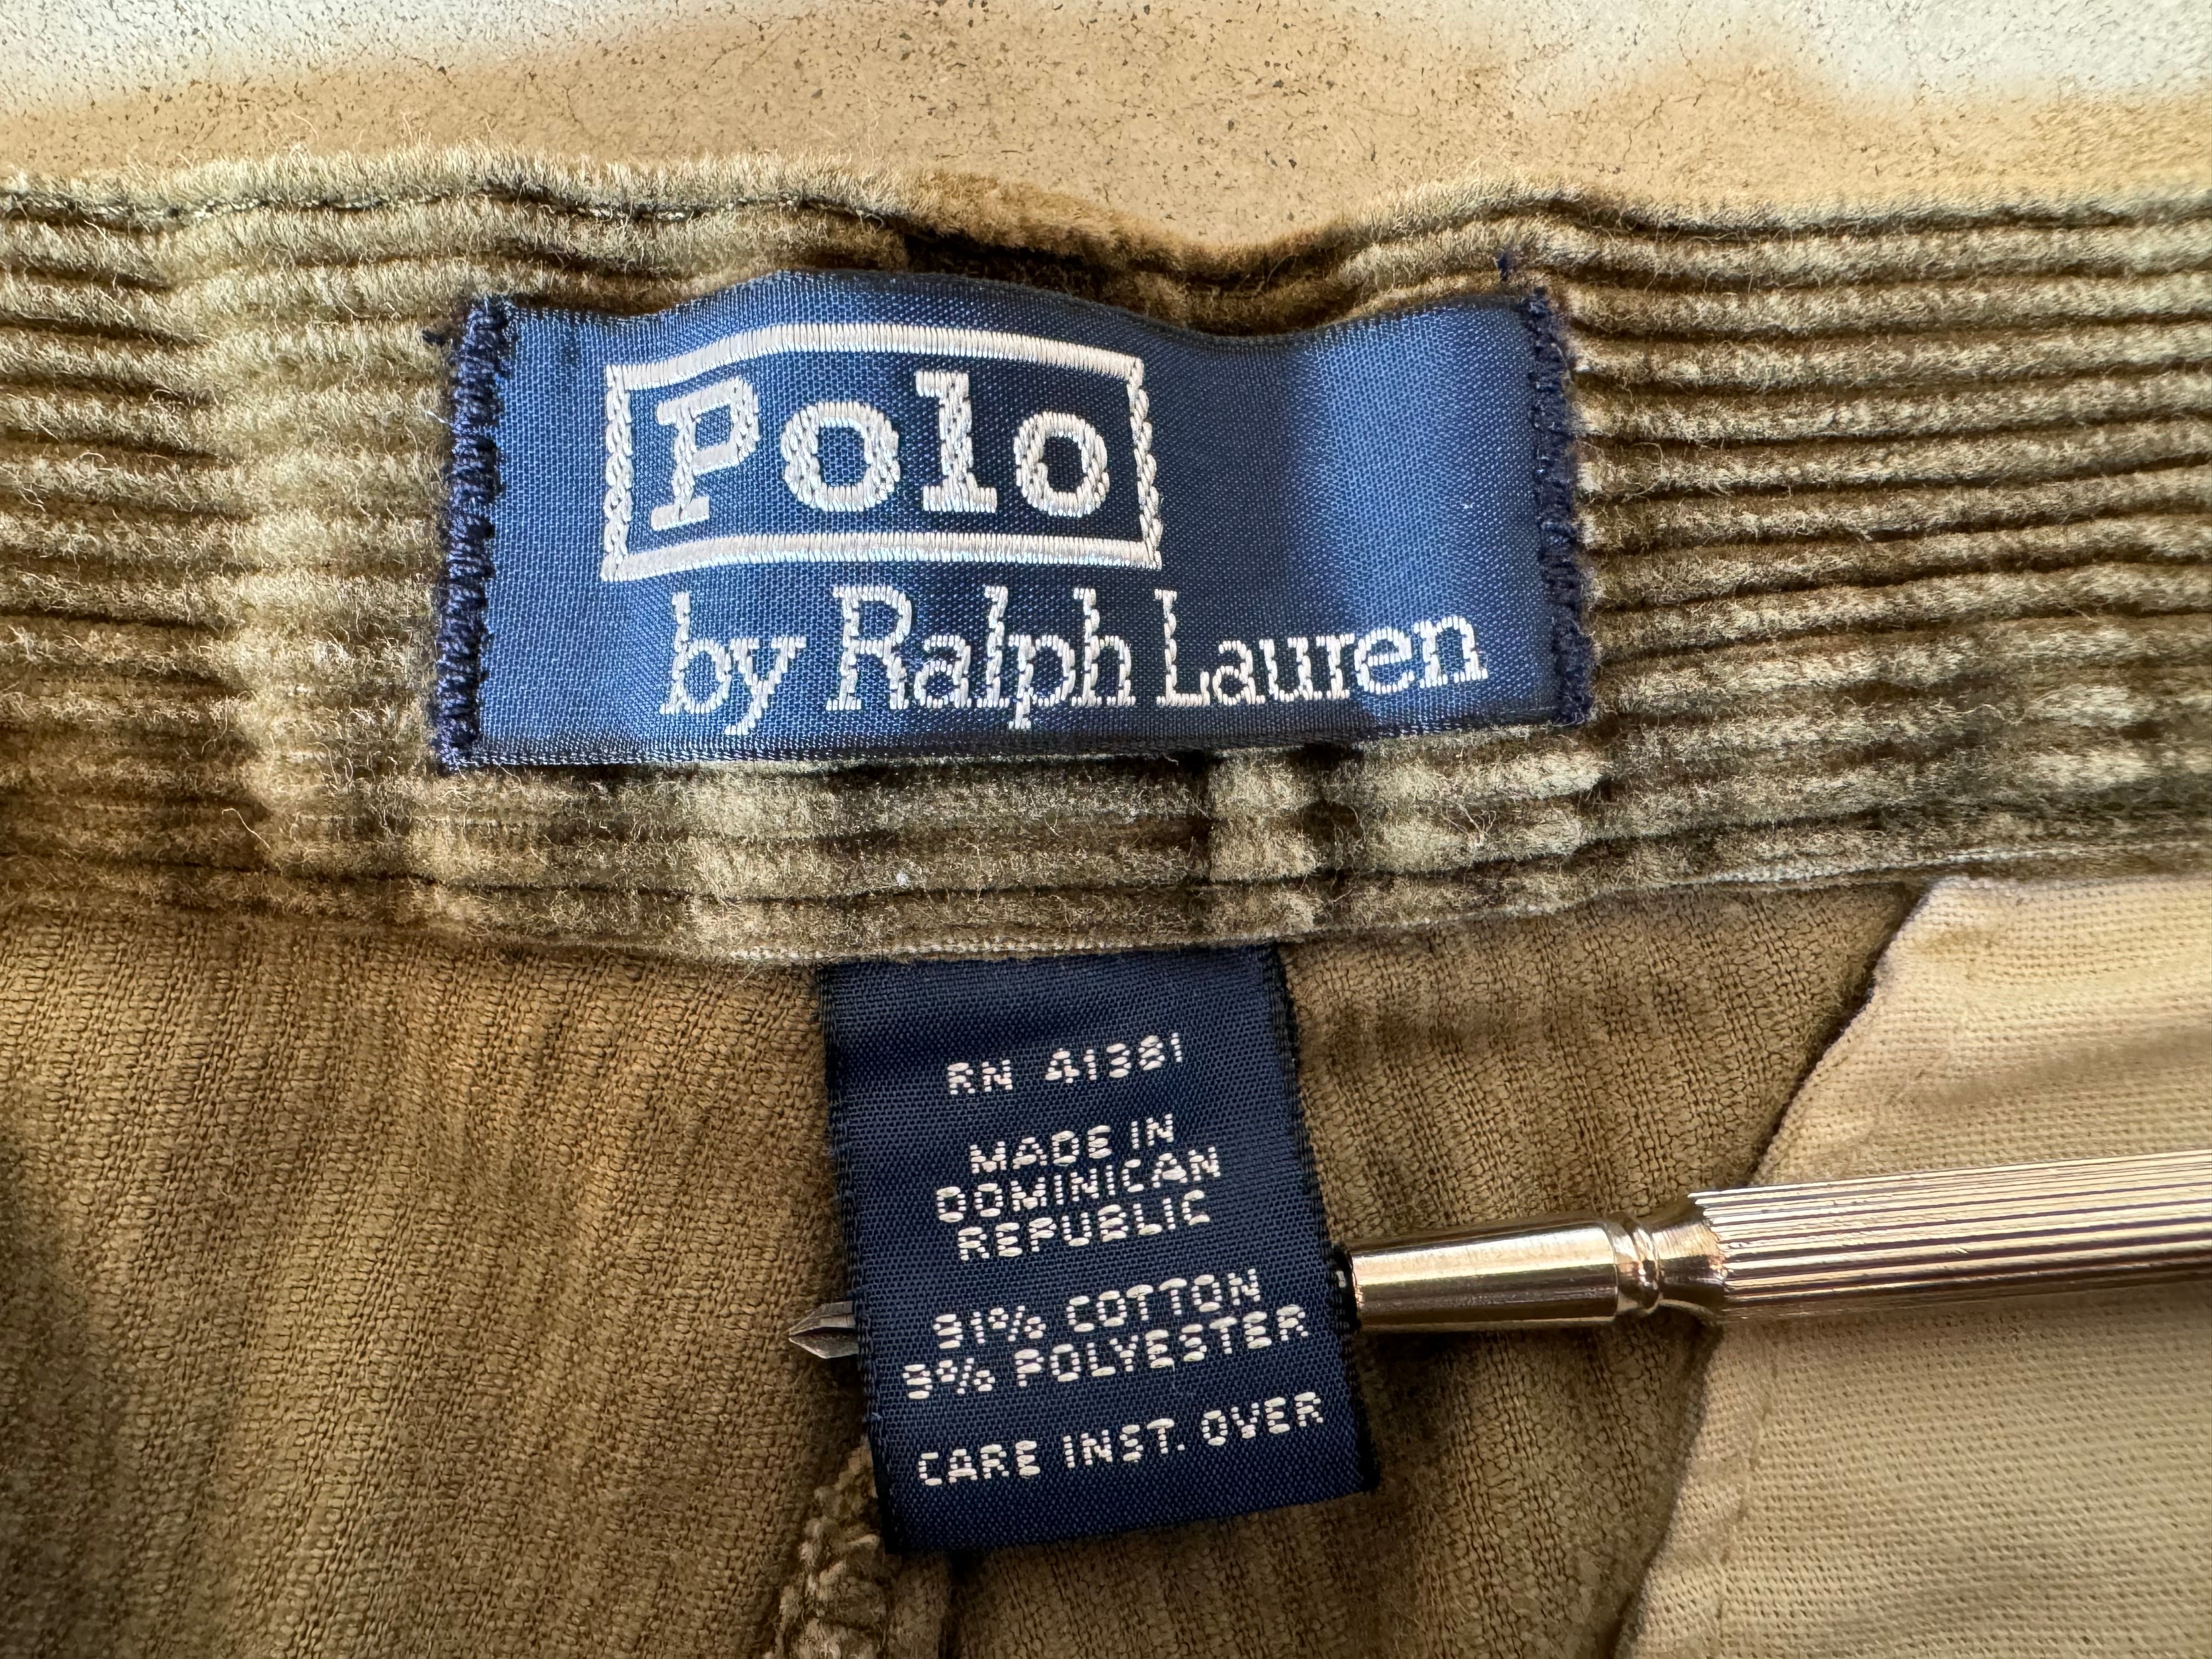 Polo
by Ralph Lauren
RN 41381
MADE IN
DOMINICAN
REPUBLIC
91% COTTON
9% POLYESTER
CARE INST. OVER